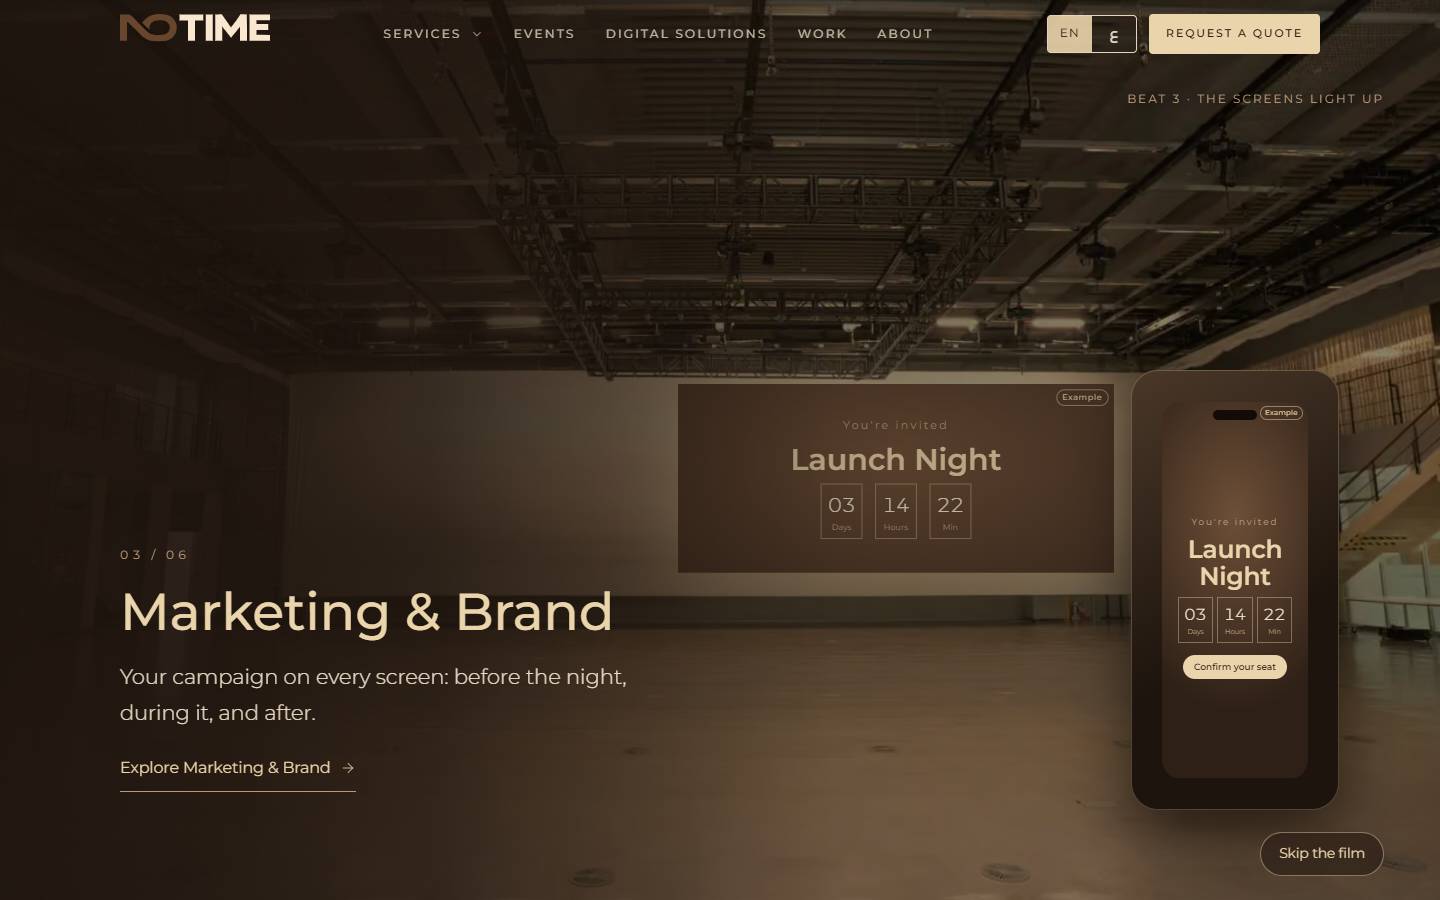 NO TIME
SERVICES
EVENTS
DIGITAL SOLUTIONS
WORK
ABOUT
EN
ع
REQUEST A QUOTE
BEAT 3 · THE SCREENS LIGHT UP
Example
You're invited
Launch Night
03 14 22
Days Hours Min
Example
You're invited
Launch
Night
03 14 22
Days Hours Min
Confirm your seat
03 / 06
Marketing & Brand
Your campaign on every screen: before the night,
during it, and after.
Explore Marketing & Brand →
Skip the film